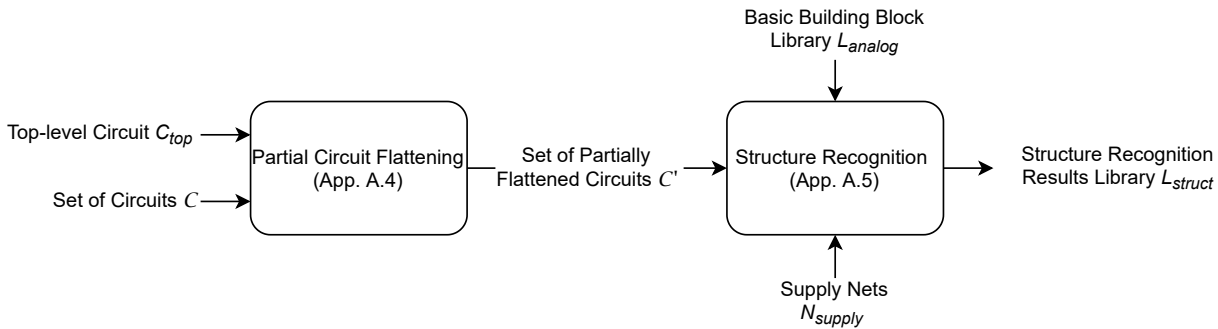 Basic Building Block
Library L_analog
Top-level Circuit C_top
Set of Circuits C
Partial Circuit Flattening
(App. A.4)
Set of Partially
Flattened Circuits C'
Structure Recognition
(App. A.5)
Structure Recognition
Results Library L_struct
Supply Nets
N_supply